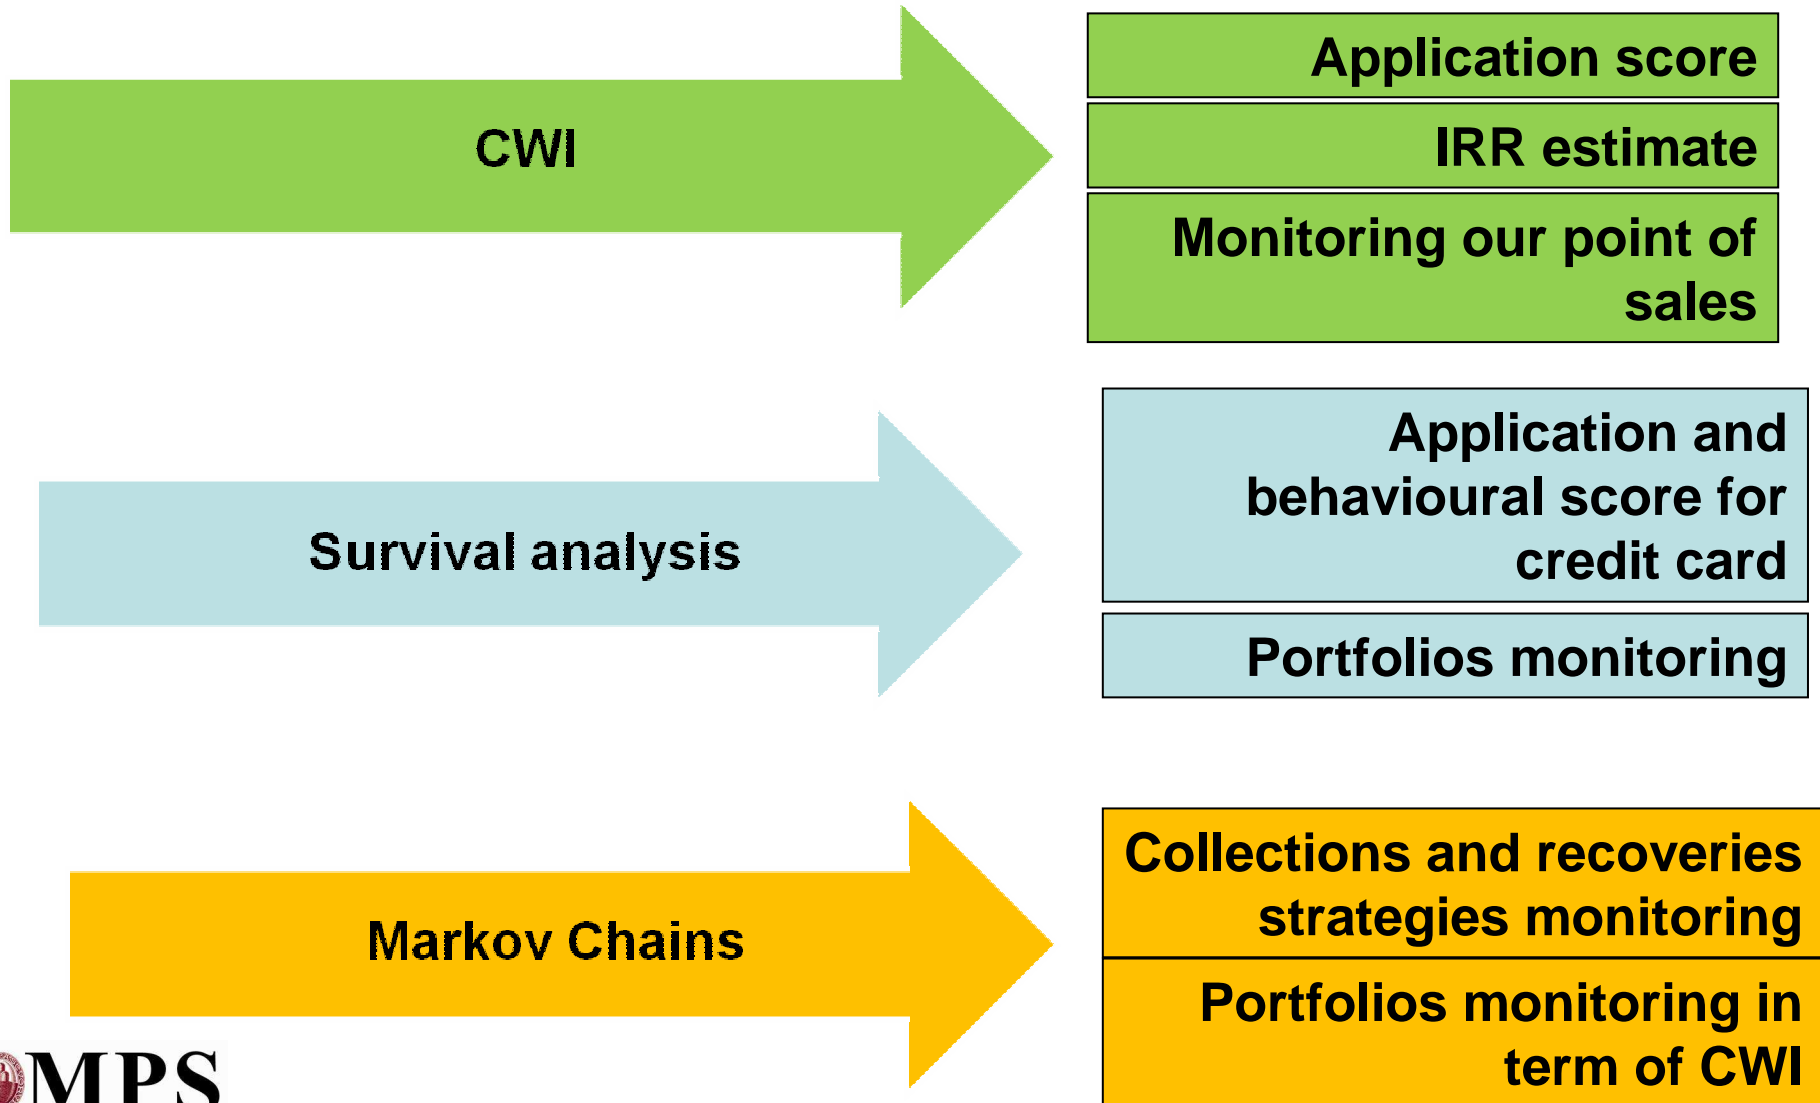 CWI
Application score
IRR estimate
Monitoring our point of
sales
Survival analysis
Application and
behavioural score for
credit card
Portfolios monitoring
Markov Chains
Collections and recoveries
strategies monitoring
Portfolios monitoring in
term of CWI
MPS